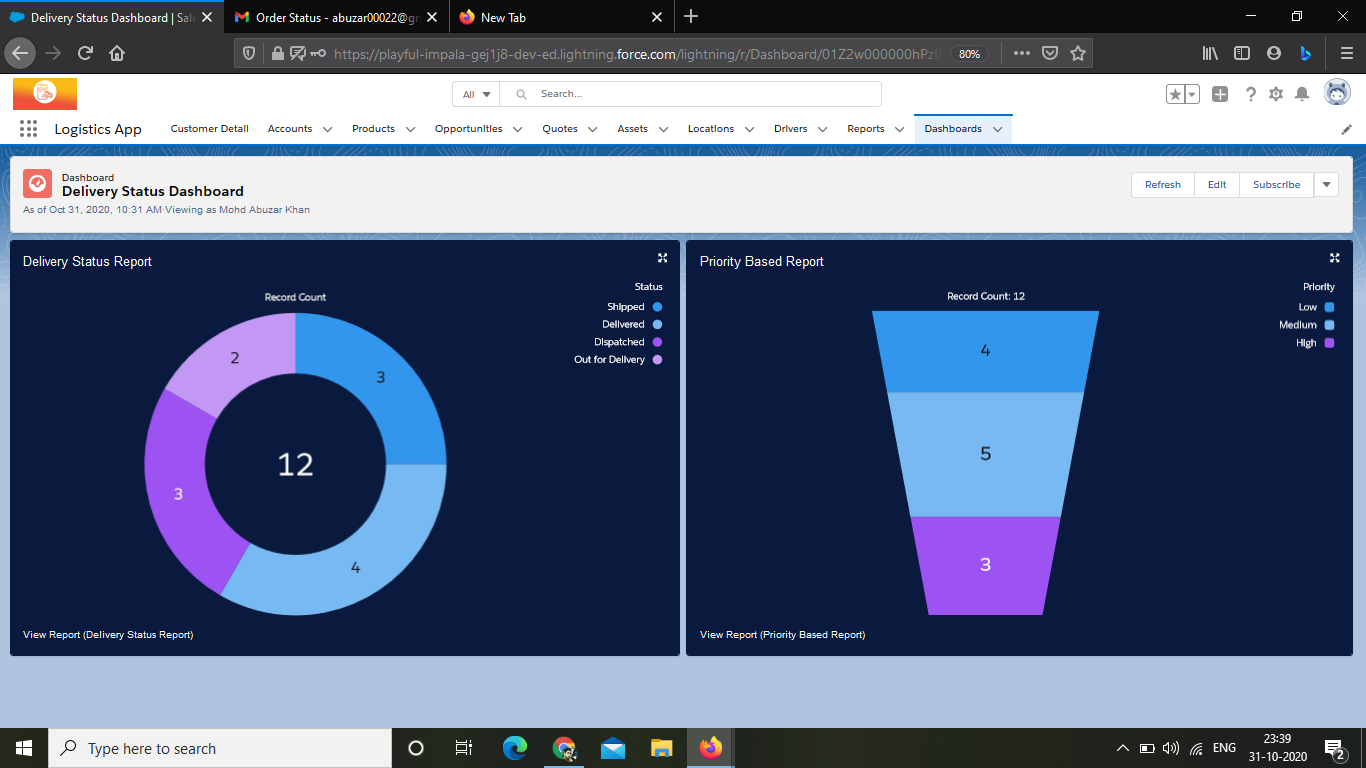 Delivery Status Dashboard | Sal
Order Status - abuzar00022@gm
New Tab
https://playful-impala-gej1j8-dev-ed.lightning.force.com/lightning/r/Dashboard/01Z2w000000hPzl
80%
All
Search...
Logistics App
Customer Detail
Accounts
Products
Opportunities
Quotes
Assets
Locations
Drivers
Reports
Dashboards
Dashboard
Delivery Status Dashboard
As of Oct 31, 2020, 10:31 AM·Viewing as Mohd Abuzar Khan
Refresh
Edit
Subscribe
Delivery Status Report
Record Count
Status
Shipped
Delivered
Dispatched
Out for Delivery
2
3
12
3
4
View Report (Delivery Status Report)
Priority Based Report
Record Count: 12
Priority
Low
Medium
High
4
5
3
View Report (Priority Based Report)
Type here to search
ENG
23:39
31-10-2020
2